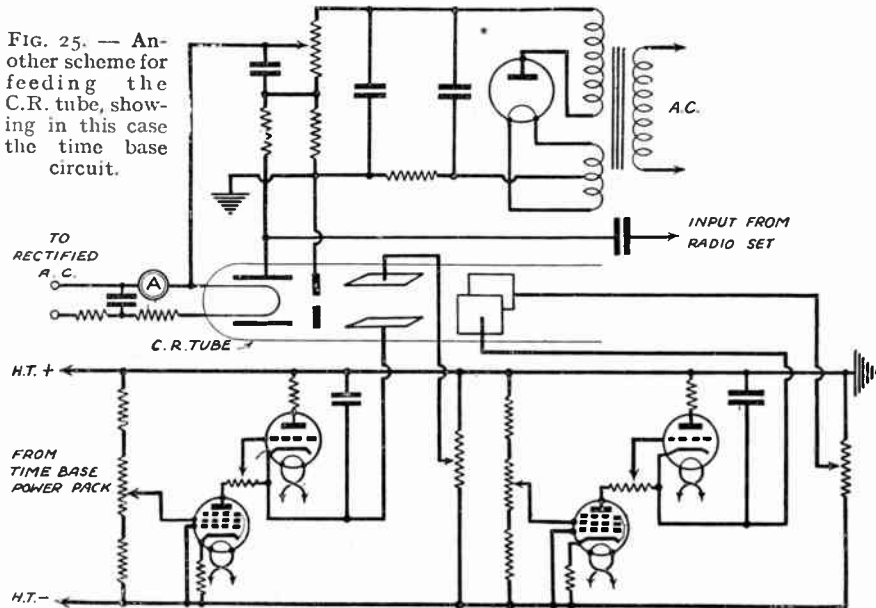 FIG. 25. — An-
other scheme for
feeding the
C.R. tube, show-
ing in this case
the time base
circuit.
A.C.
INPUT FROM
RADIO SET
TO
RECTIFIED
A.C.
A
C.R. TUBE
H.T. +
FROM
TIME BASE
POWER PACK
H.T. -